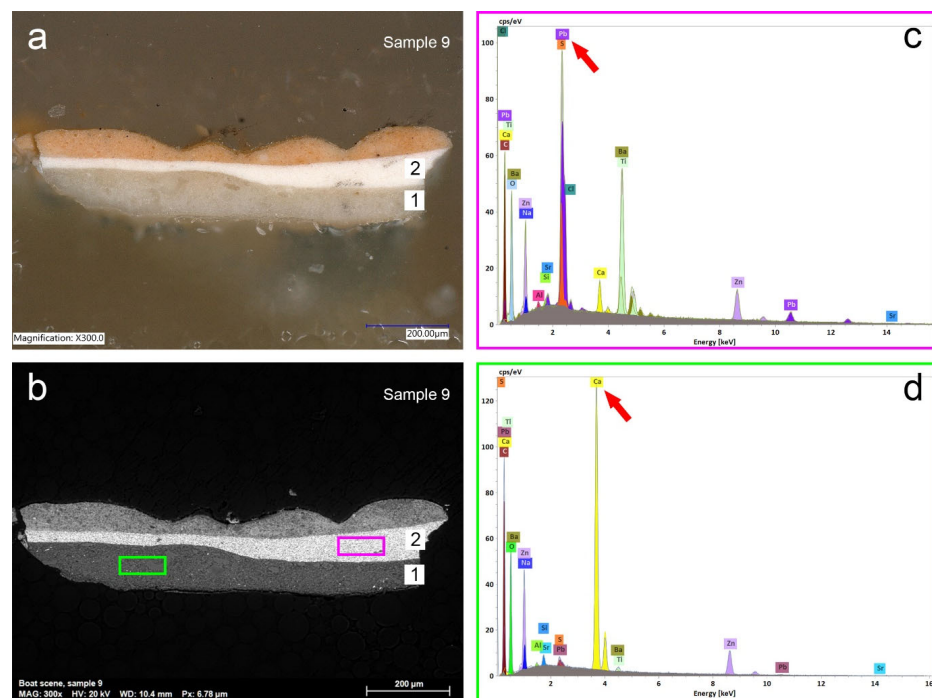 a
Sample 9
2
1
200.00µm
Magnification: X300.0
c
cps/eV
100
80
60
40
20
0
Cl
Pb
S
Pb
Ti
Ca
C
Ba
O
Zn
Na
Al
Sr
Si
Cl
Ca
Ba
Ti
Zn
Pb
Sr
2
4
6
8
10
12
14
Energy [keV]
b
Sample 9
2
1
Boat scene, sample 9
MAG: 300x HV: 20 kV WD: 10.4 mm Px: 6.78 µm
200 µm
d
cps/eV
120
100
80
60
40
20
0
S
Ti
Pb
Ca
C
Ba
O
Zn
Na
Al
Si
Sr
S
Pb
Ca
Ba
Ti
Zn
Pb
Sr
2
4
6
8
10
12
14
16
Energy [keV]